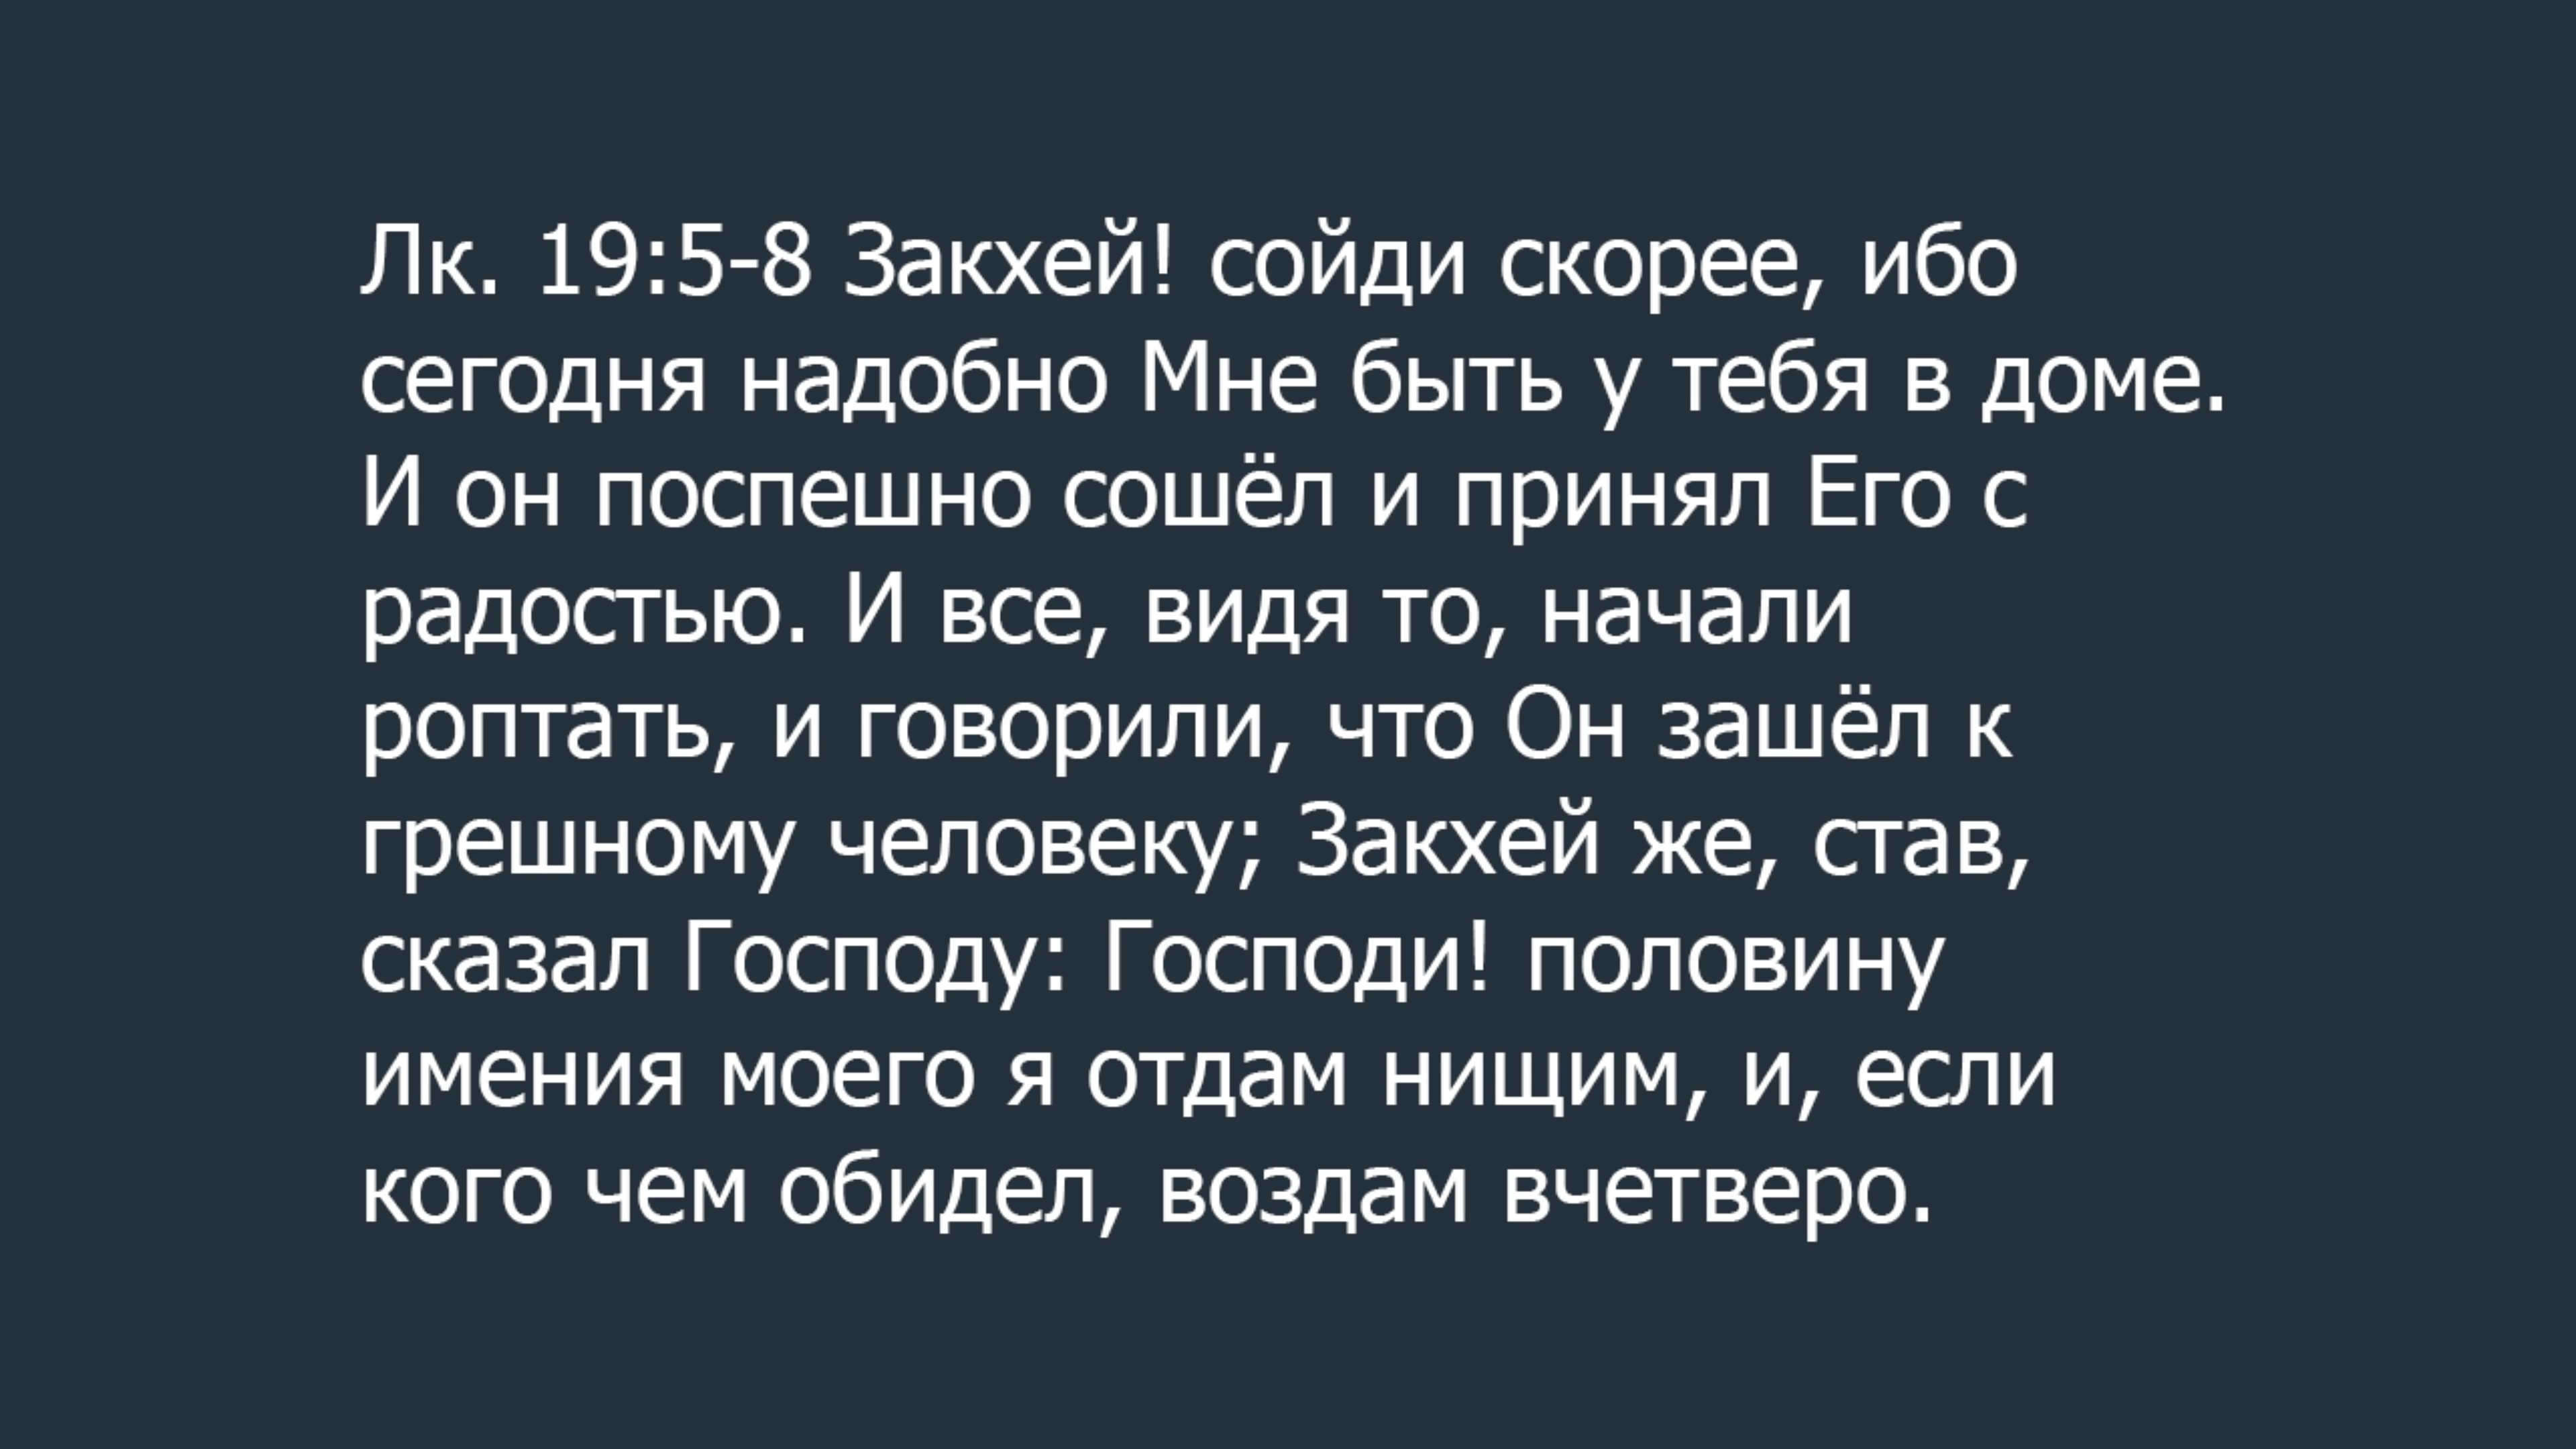 Лк. 19:5-8 Закхей! сойди скорее, ибо
сегодня надобно Мне быть у тебя в доме.
И он поспешно сошёл и принял Его с
радостью. И все, видя то, начали
роптать, и говорили, что Он зашёл к
грешному человеку; Закхей же, став,
сказал Господу: Господи! половину
имения моего я отдам нищим, и, если
кого чем обидел, воздам вчетверо.